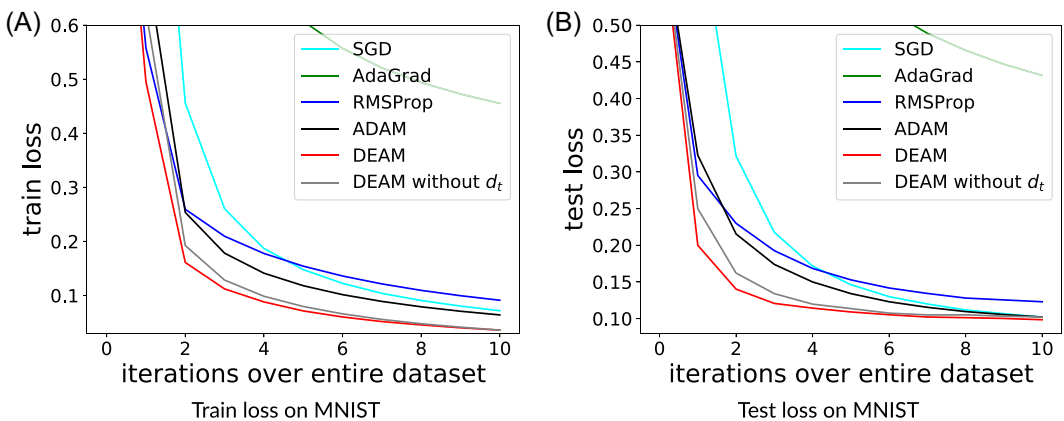 (A)
0.6
0.5
0.4
0.3
0.2
0.1
train loss
SGD
AdaGrad
RMSProp
ADAM
DEAM
DEAM without dₜ
0 2 4 6 8 10
iterations over entire dataset
Train loss on MNIST
(B)
0.50
0.45
0.40
0.35
0.30
0.25
0.20
0.15
0.10
test loss
SGD
AdaGrad
RMSProp
ADAM
DEAM
DEAM without dₜ
0 2 4 6 8 10
iterations over entire dataset
Test loss on MNIST